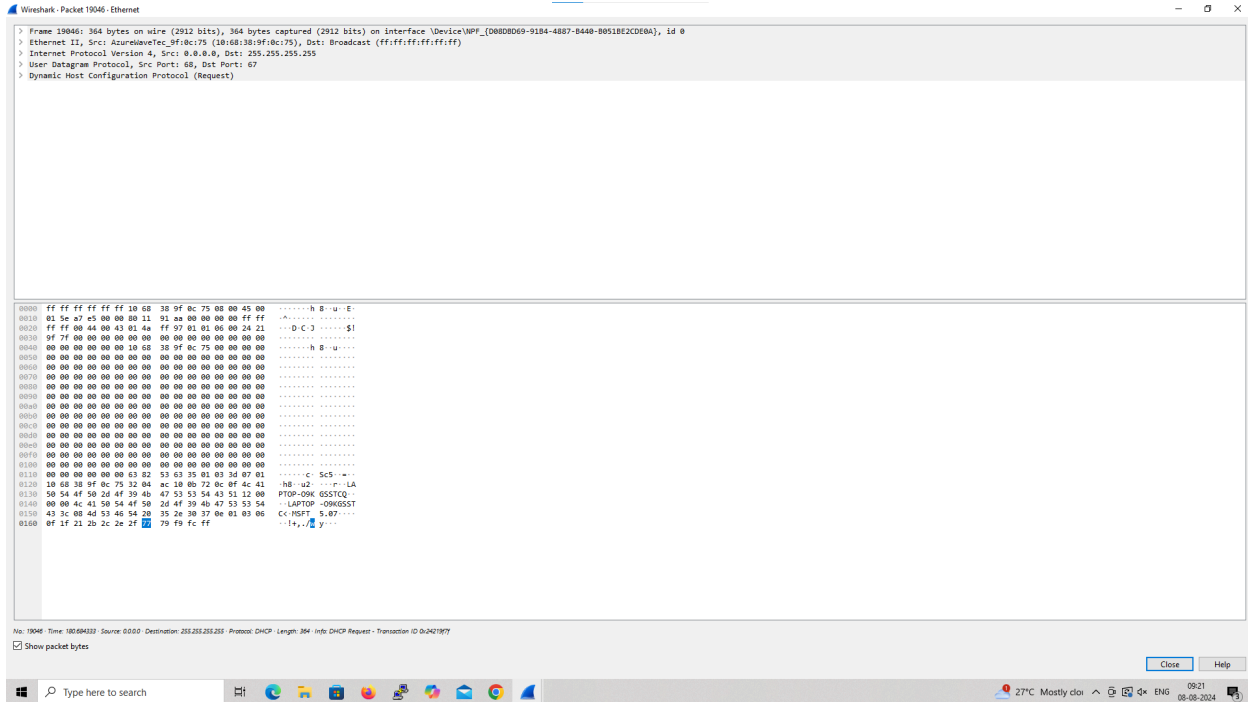 Wireshark · Packet 19046 · Ethernet
> Frame 19046: 364 bytes on wire (2912 bits), 364 bytes captured (2912 bits) on interface \Device\NPF_{D08DBD69-91B4-4887-B440-B051BE2CDE0A}, id 0
> Ethernet II, Src: AzureWaveTec_9f:0c:75 (10:68:38:9f:0c:75), Dst: Broadcast (ff:ff:ff:ff:ff:ff)
> Internet Protocol Version 4, Src: 0.0.0.0, Dst: 255.255.255.255
> User Datagram Protocol, Src Port: 68, Dst Port: 67
> Dynamic Host Configuration Protocol (Request)
0000 ff ff ff ff ff ff 10 68 38 9f 0c 75 08 00 45 00 ·······h 8··u··E·
0010 01 5e a7 e5 00 00 80 11 91 aa 00 00 00 00 ff ff ·^······ ········
0020 ff ff 00 44 00 43 01 4a ff 97 01 01 06 00 24 21 ···D·C·J ······$!
0030 9f 7f 00 00 00 00 00 00 00 00 00 00 00 00 00 00 ········ ········
0040 00 00 00 00 00 00 10 68 38 9f 0c 75 00 00 00 00 ·······h 8··u····
0050 00 00 00 00 00 00 00 00 00 00 00 00 00 00 00 00 ········ ········
0060 00 00 00 00 00 00 00 00 00 00 00 00 00 00 00 00 ········ ········
0070 00 00 00 00 00 00 00 00 00 00 00 00 00 00 00 00 ········ ········
0080 00 00 00 00 00 00 00 00 00 00 00 00 00 00 00 00 ········ ········
0090 00 00 00 00 00 00 00 00 00 00 00 00 00 00 00 00 ········ ········
00a0 00 00 00 00 00 00 00 00 00 00 00 00 00 00 00 00 ········ ········
00b0 00 00 00 00 00 00 00 00 00 00 00 00 00 00 00 00 ········ ········
00c0 00 00 00 00 00 00 00 00 00 00 00 00 00 00 00 00 ········ ········
00d0 00 00 00 00 00 00 00 00 00 00 00 00 00 00 00 00 ········ ········
00e0 00 00 00 00 00 00 00 00 00 00 00 00 00 00 00 00 ········ ········
00f0 00 00 00 00 00 00 00 00 00 00 00 00 00 00 00 00 ········ ········
0100 00 00 00 00 00 00 00 00 00 00 00 00 00 00 00 00 ········ ········
0110 00 00 00 00 00 00 63 82 53 63 35 01 03 3d 07 01 ······c· Sc5··=··
0120 10 68 38 9f 0c 75 32 04 ac 10 0b 72 0c 0f 4c 41 ·h8··u2· ···r··LA
0130 50 54 4f 50 2d 4f 39 4b 47 53 53 54 43 51 12 00 PTOP-O9K GSSTCQ··
0140 00 00 4c 41 50 54 4f 50 2d 4f 39 4b 47 53 53 54 ··LAPTOP -O9KGSST
0150 43 3c 08 4d 53 46 54 20 35 2e 30 37 0e 01 03 06 C<·MSFT 5.07····
0160 0f 1f 21 2b 2c 2e 2f 77 79 f9 fc ff ··!+,./w y···
No.: 19046 · Time: 180.684333 · Source: 0.0.0.0 · Destination: 255.255.255.255 · Protocol: DHCP · Length: 364 · Info: DHCP Request - Transaction ID 0x24219f7f
Show packet bytes
Close Help
Type here to search
27°C Mostly clou ENG 09:21
08-08-2024
3